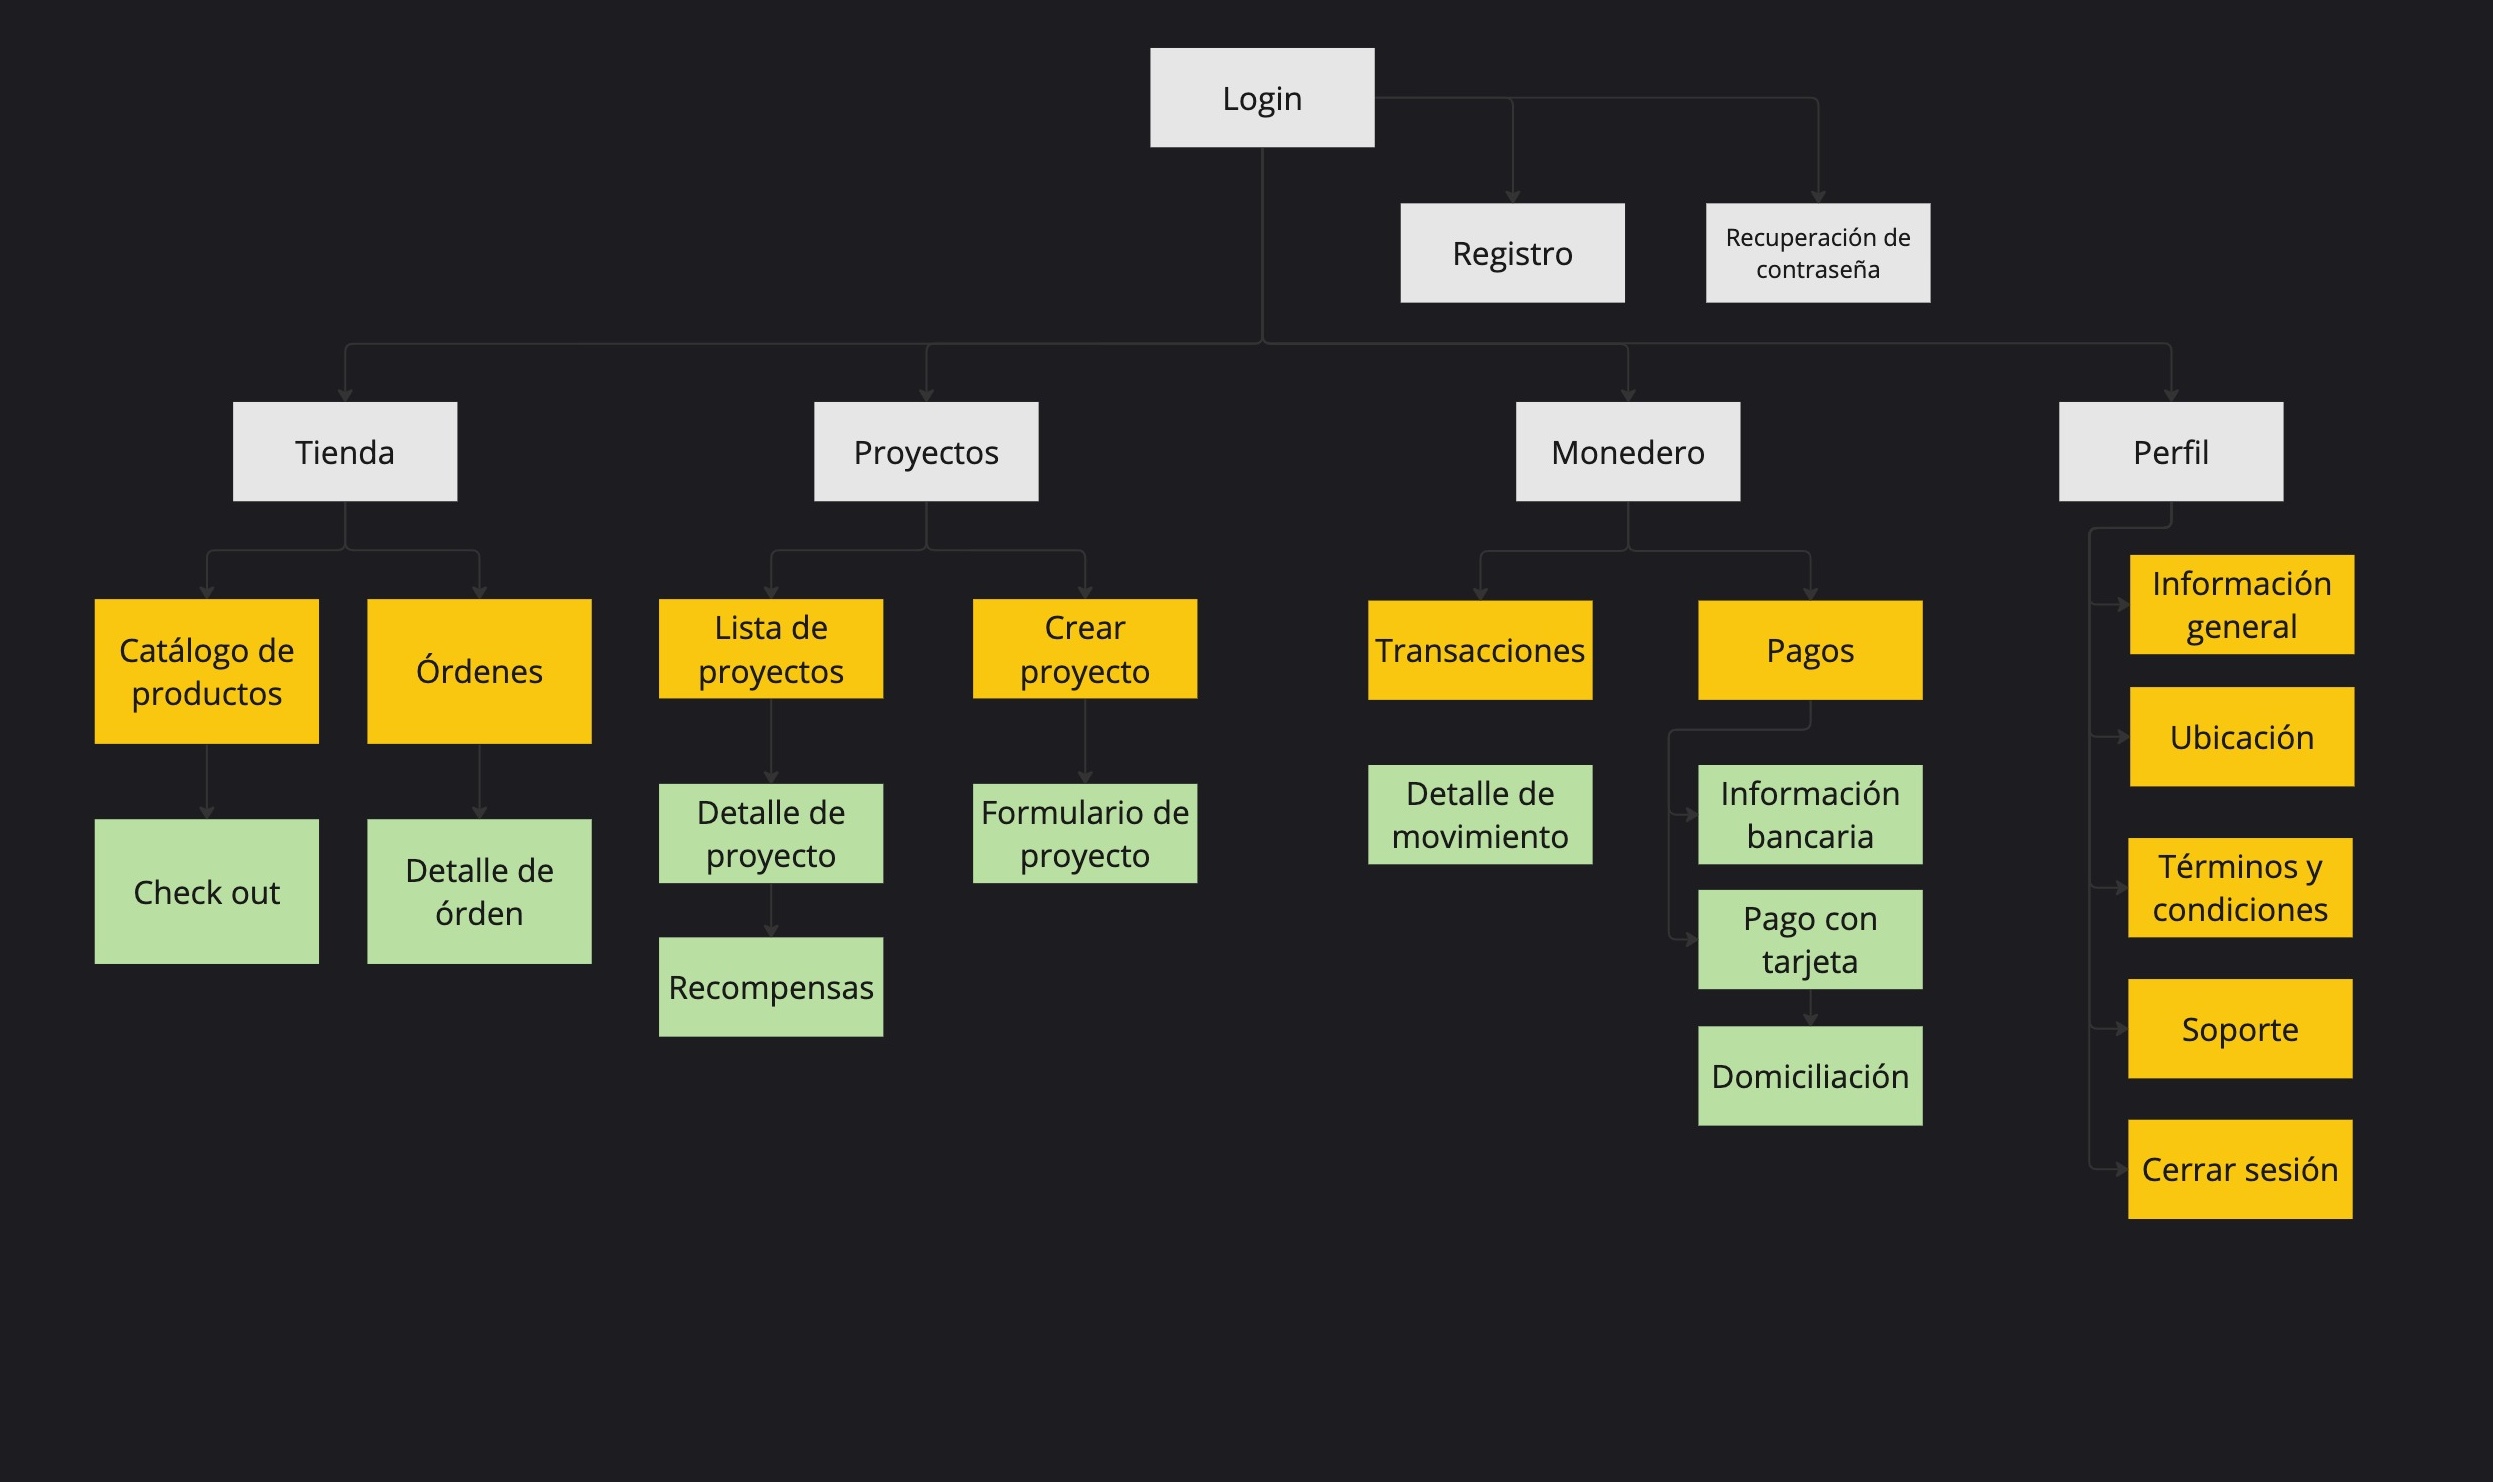 Login
Registro
Recuperación de
contraseña
Tienda
Proyectos
Monedero
Perfil
Catálogo de
productos
Órdenes
Lista de
proyectos
Crear
proyecto
Transacciones
Pagos
Información
general
Ubicación
Check out
Detalle de
órden
Detalle de
proyecto
Formulario de
proyecto
Detalle de
movimiento
Información
bancaria
Términos y
condiciones
Recompensas
Pago con
tarjeta
Soporte
Domiciliación
Cerrar sesión